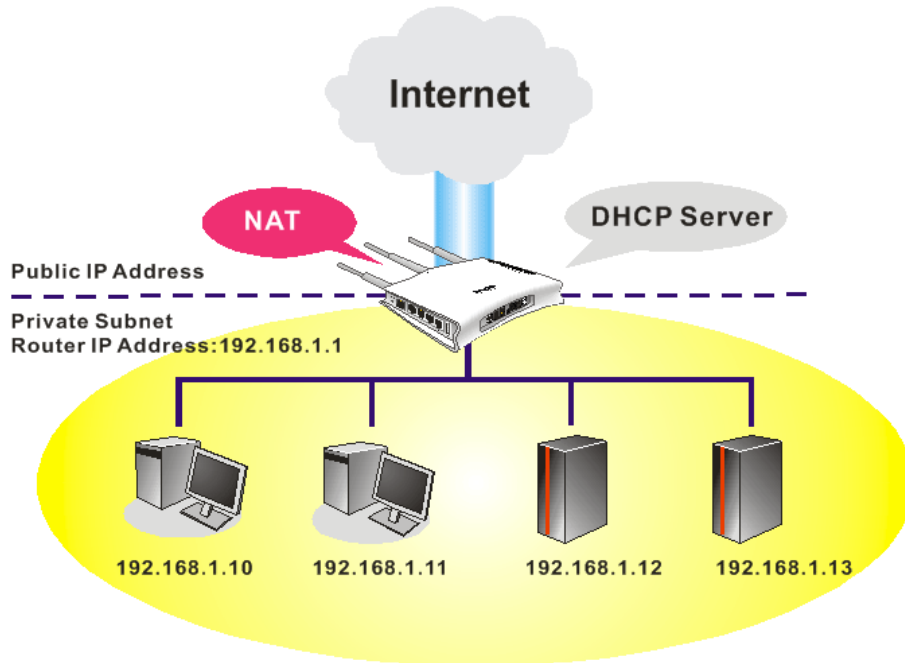 Internet
NAT
DHCP Server
Public IP Address
Private Subnet
Router IP Address:192.168.1.1
192.168.1.10
192.168.1.11
192.168.1.12
192.168.1.13